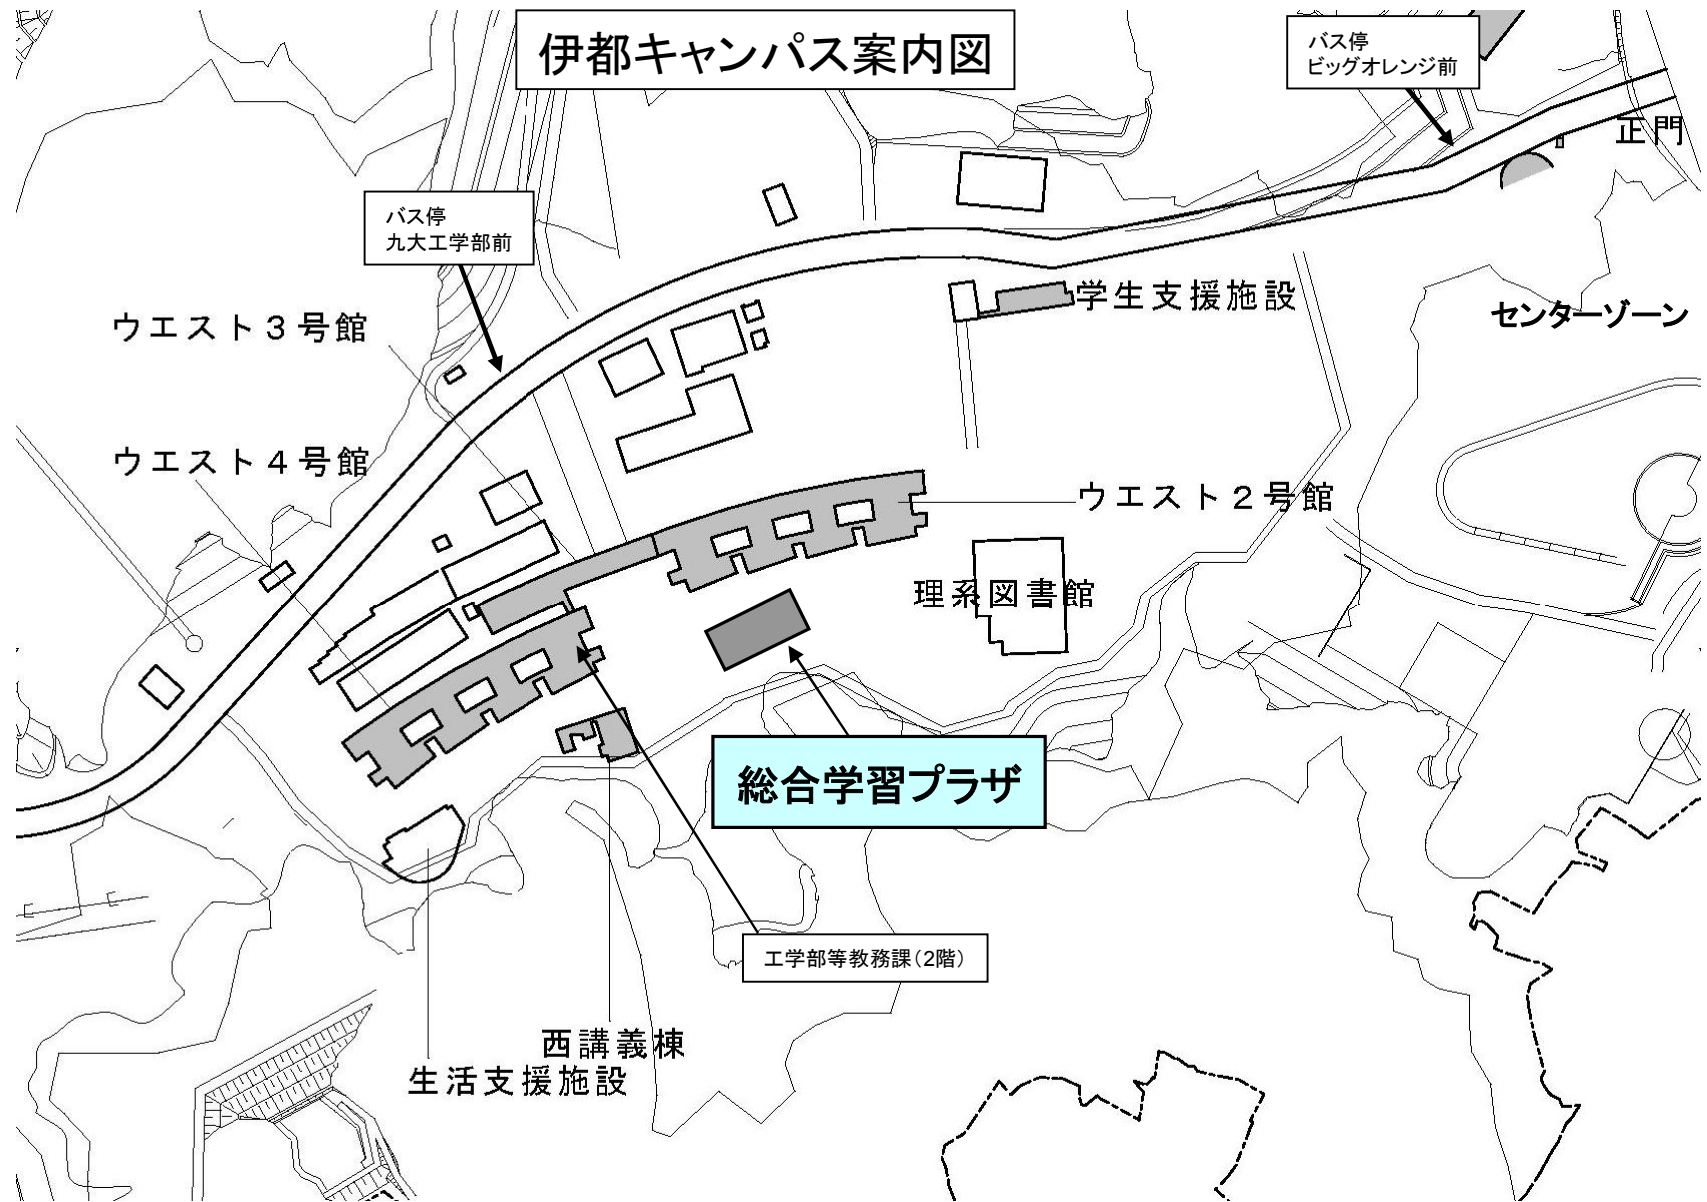 伊都キャンパス案内図
バス停
ビッグオレンジ前
正門
バス停
九大工学部前
学生支援施設
センターゾーン
ウエスト３号館
ウエスト４号館
ウエスト２号館
理系図書館
総合学習プラザ
工学部等教務課（2階）
西講義棟
生活支援施設